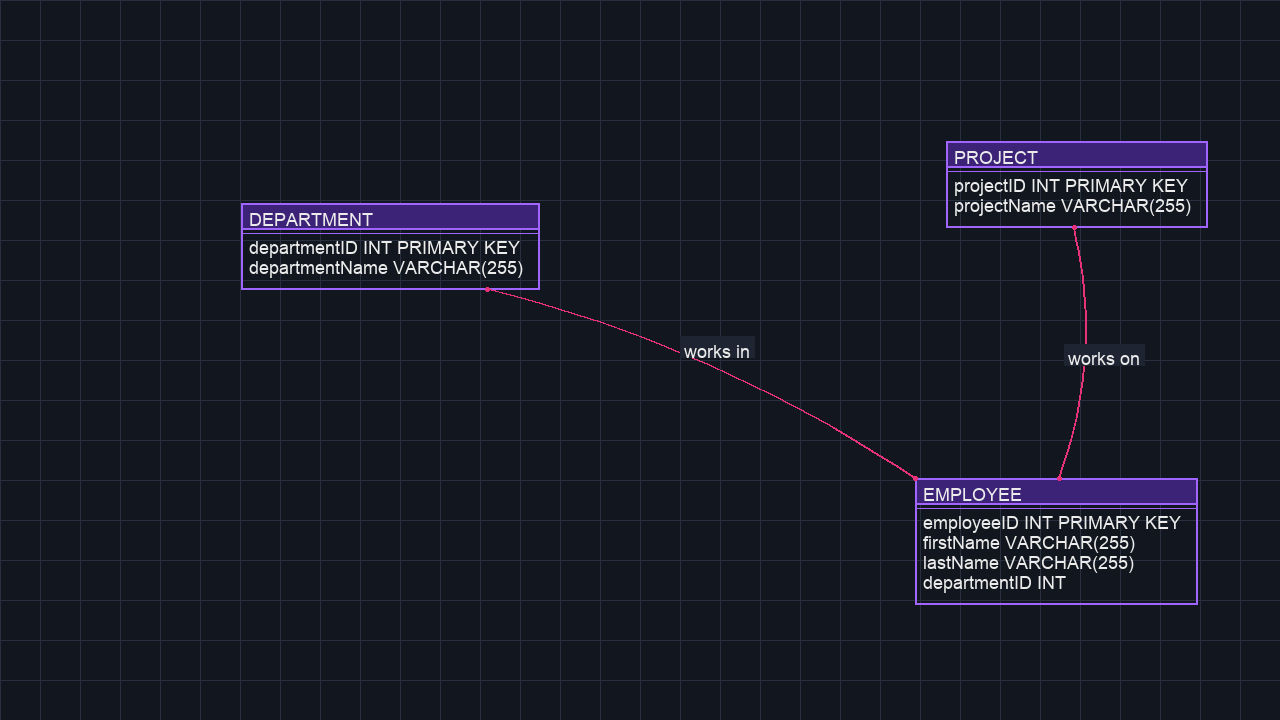 PROJECT
projectID INT PRIMARY KEY
projectName VARCHAR(255)
DEPARTMENT
departmentID INT PRIMARY KEY
departmentName VARCHAR(255)
works in
works on
EMPLOYEE
employeeID INT PRIMARY KEY
firstName VARCHAR(255)
lastName VARCHAR(255)
departmentID INT